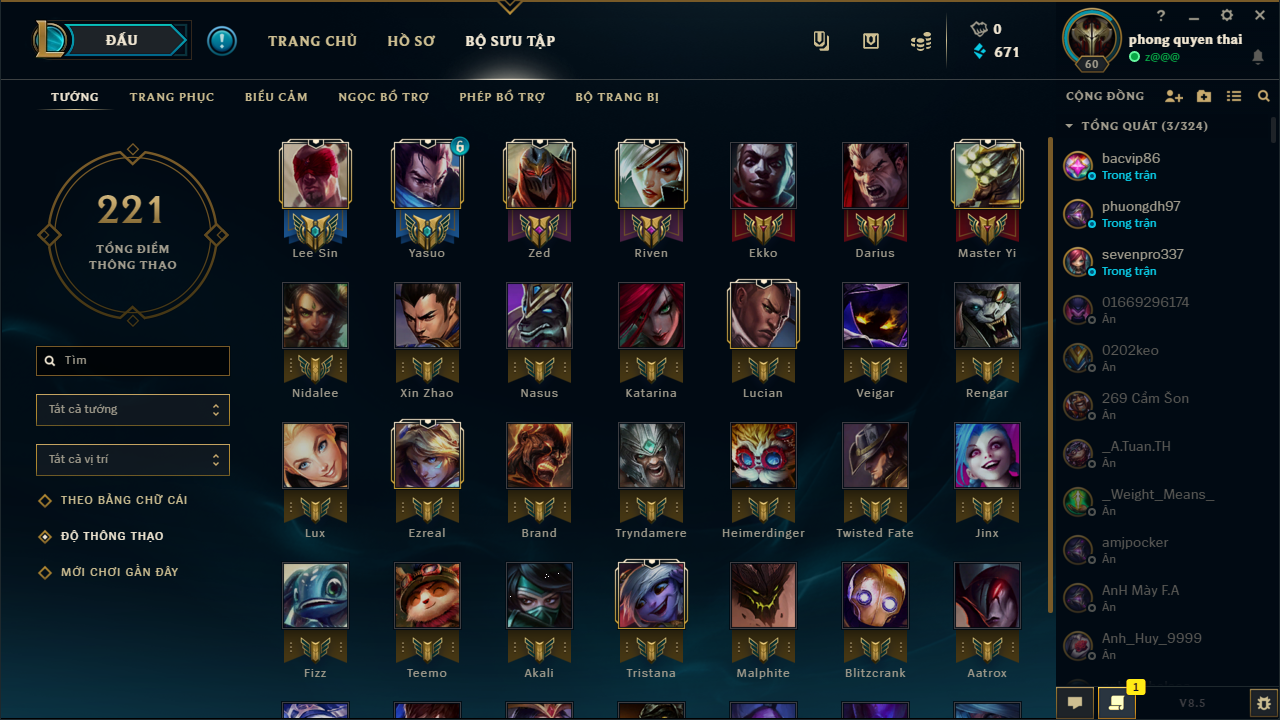 ĐẤU
TRANG CHỦ
HỒ SƠ
BỘ SƯU TẬP
0
671
?
60
phong quyen thai
z@@@
TƯỚNG
TRANG PHỤC
BIỂU CẢM
NGỌC BỔ TRỢ
PHÉP BỔ TRỢ
BỘ TRANG BỊ
221
TỔNG ĐIỂM
THÔNG THẠO
Tìm
Tất cả tướng
Tất cả vị trí
THEO BẢNG CHỮ CÁI
ĐỘ THÔNG THẠO
MỚI CHƠI GẦN ĐÂY
6
Lee Sin
Yasuo
Zed
Riven
Ekko
Darius
Master Yi
Nidalee
Xin Zhao
Nasus
Katarina
Lucian
Veigar
Rengar
Lux
Ezreal
Brand
Tryndamere
Heimerdinger
Twisted Fate
Jinx
Fizz
Teemo
Akali
Tristana
Malphite
Blitzcrank
Aatrox
CỘNG ĐỒNG
TỔNG QUÁT (3/324)
bacvip86
Trong trận
phuongdh97
Trong trận
sevenpro337
Trong trận
01669296174
Ẩn
0202keo
Ẩn
269 Cầm Son
Ẩn
_A.Tuan.TH
Ẩn
_Weight_Means_
Ẩn
amjpocker
Ẩn
AnH Mày F.A
Ẩn
Anh_Huy_9999
Ẩn
1
V8.5